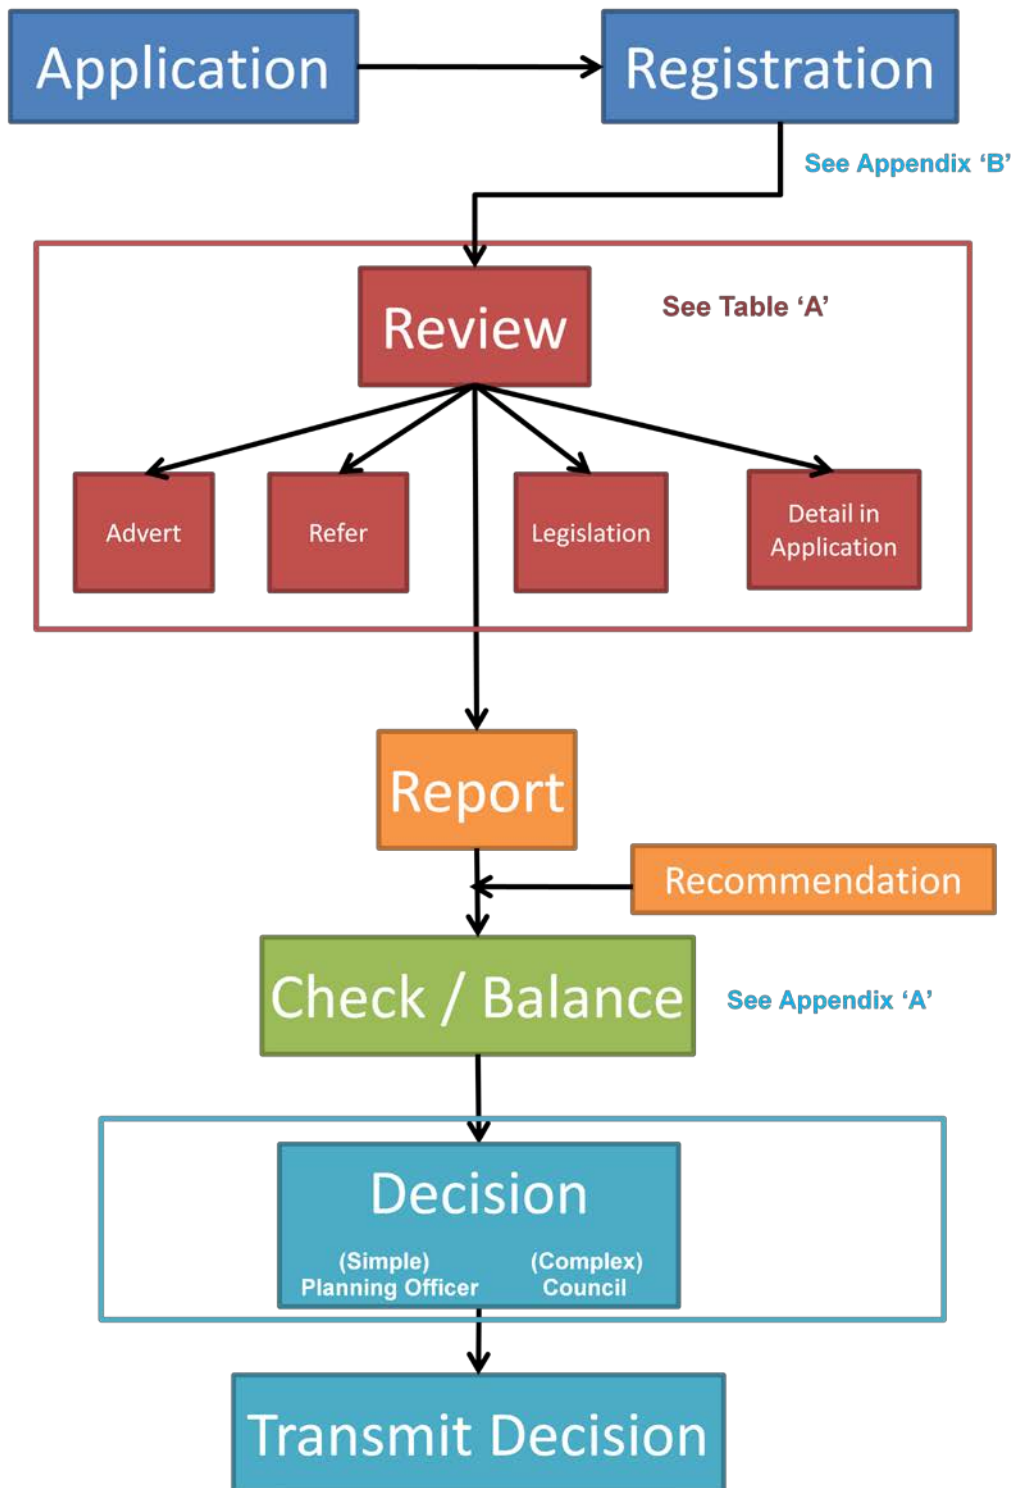 Application
Registration
See Appendix ‘B’
Review
See Table ‘A’
Advert
Refer
Legislation
Detail in
Application
Report
Recommendation
Check / Balance
See Appendix ‘A’
Decision
(Simple)
Planning Officer
(Complex)
Council
Transmit Decision